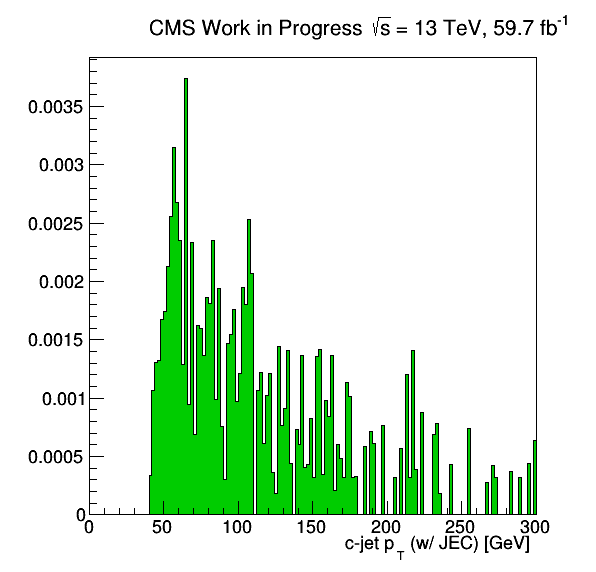 CMS Work in Progress √s = 13 TeV, 59.7 fb⁻¹
0.0035
0.003
0.0025
0.002
0.0015
0.001
0.0005
0
0 50 100 150 200 250 300
c-jet p_T (w/ JEC) [GeV]